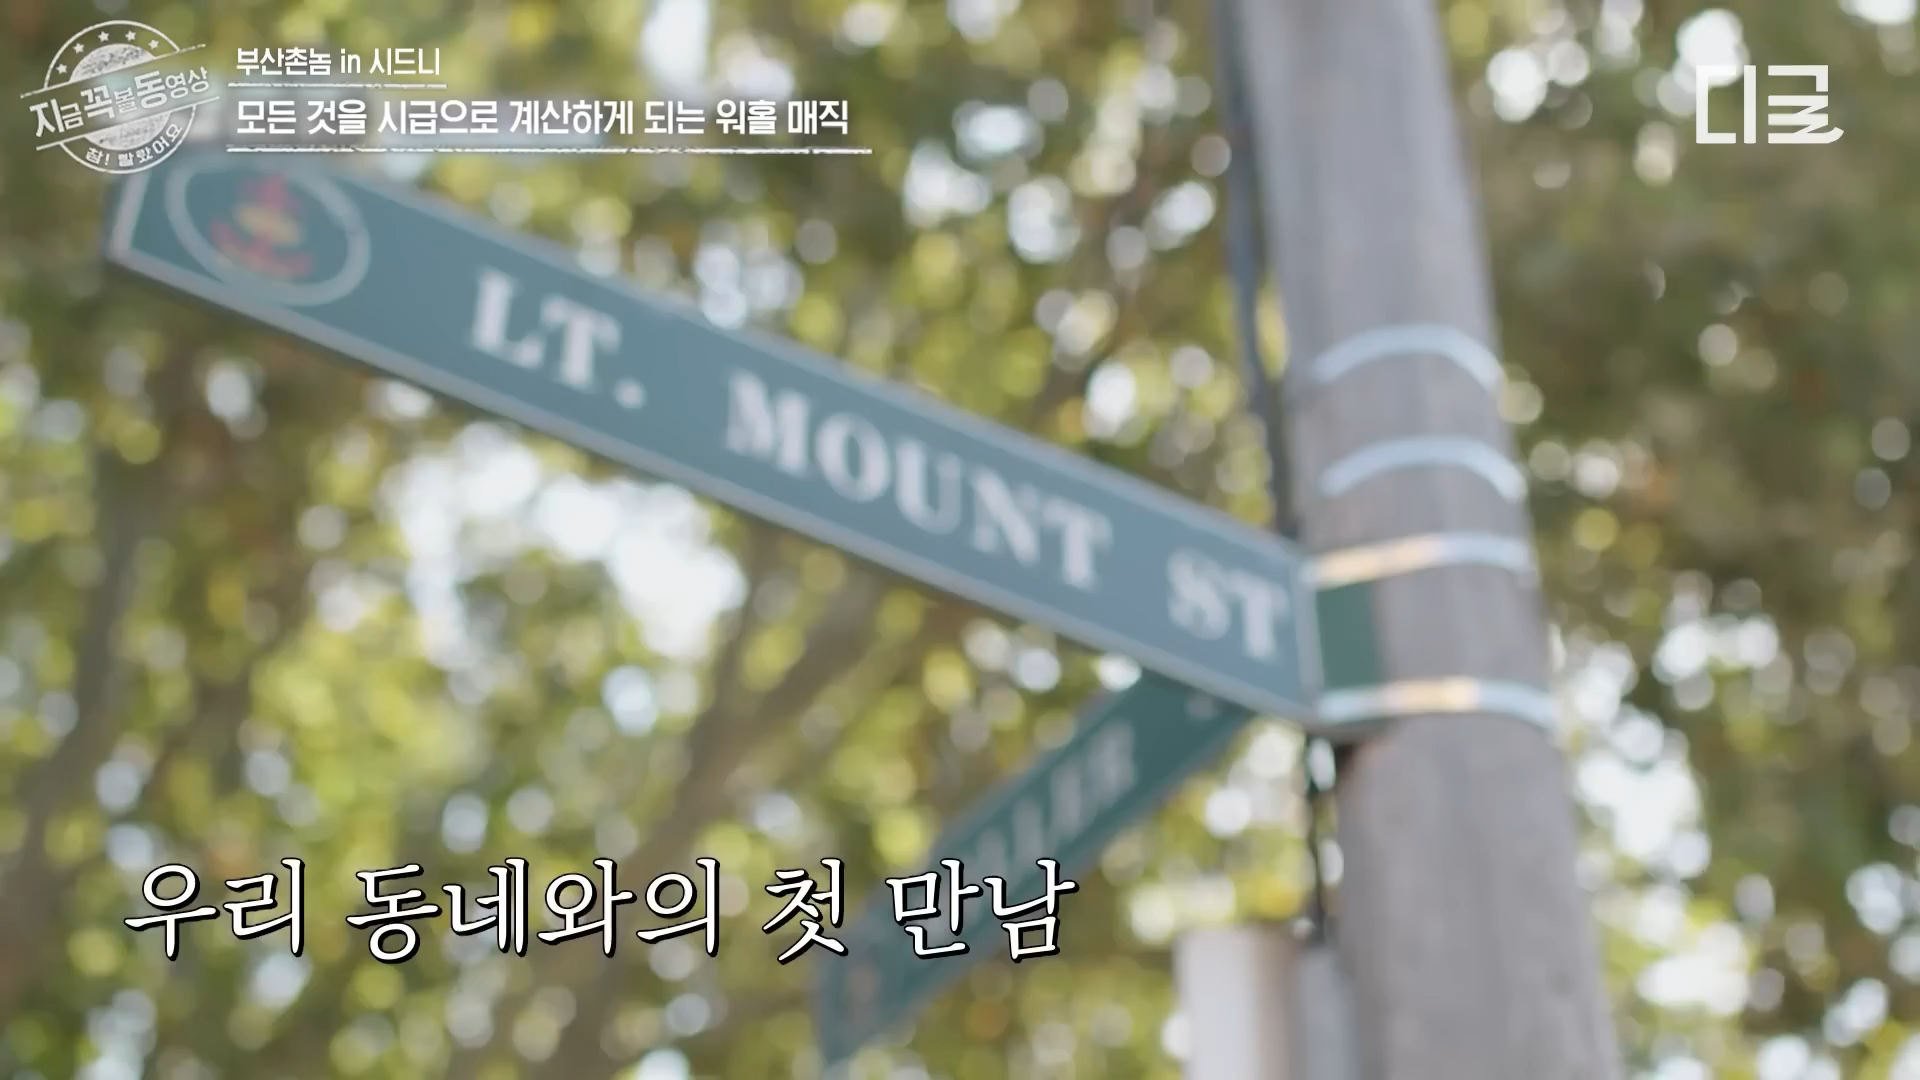 지금 꼭 볼 동영상
참! 잘 왔어요
부산촌놈 in 시드니
모든 것을 시급으로 계산하게 되는 워홀 매직
디글
LT. MOUNT ST
우리 동네와의 첫 만남